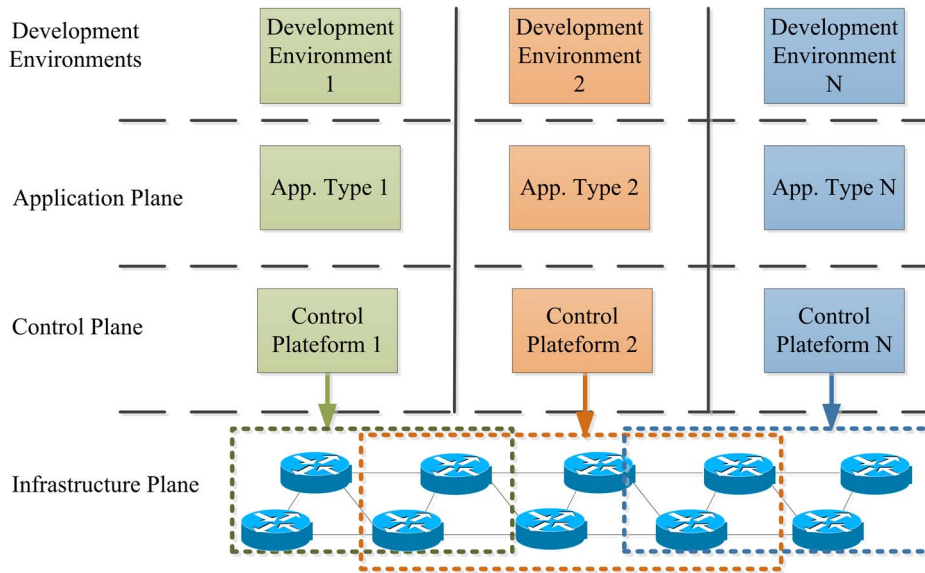 Development
Environments
Development
Environment
1
Development
Environment
2
Development
Environment
N
Application Plane
App. Type 1
App. Type 2
App. Type N
Control Plane
Control
Plateform 1
Control
Plateform 2
Control
Plateform N
Infrastructure Plane